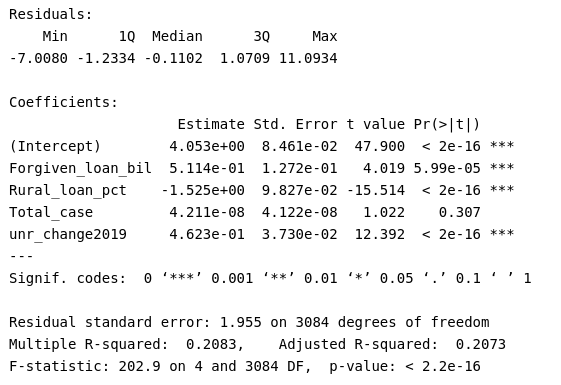 Residuals:
    Min      1Q  Median      3Q     Max
-7.0080 -1.2334 -0.1102  1.0709 11.0934

Coefficients:
                    Estimate Std. Error t value Pr(>|t|)
(Intercept)        4.053e+00  8.461e-02  47.900  < 2e-16 ***
Forgiven_loan_bil  5.114e-01  1.272e-01   4.019 5.99e-05 ***
Rural_loan_pct    -1.525e+00  9.827e-02 -15.514  < 2e-16 ***
Total_case         4.211e-08  4.122e-08   1.022    0.307
unr_change2019     4.623e-01  3.730e-02  12.392  < 2e-16 ***
---
Signif. codes:  0 ‘***’ 0.001 ‘**’ 0.01 ‘*’ 0.05 ‘.’ 0.1 ‘ ’ 1

Residual standard error: 1.955 on 3084 degrees of freedom
Multiple R-squared:  0.2083,    Adjusted R-squared:  0.2073
F-statistic: 202.9 on 4 and 3084 DF,  p-value: < 2.2e-16